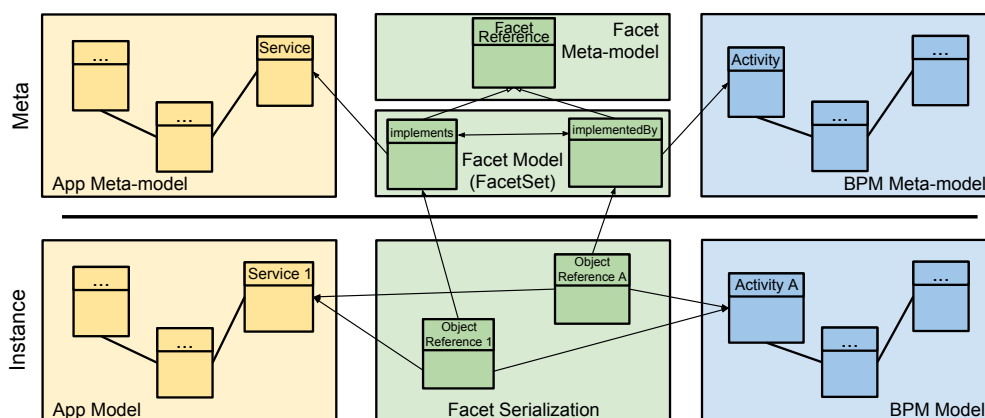 Meta
...
...
Service
App Meta-model
Facet
Reference
Facet
Meta-model
implements
implementedBy
Facet Model
(FacetSet)
Activity
...
...
BPM Meta-model
Instance
...
...
Service 1
App Model
Object
Reference A
Object
Reference 1
Facet Serialization
Activity A
...
...
BPM Model